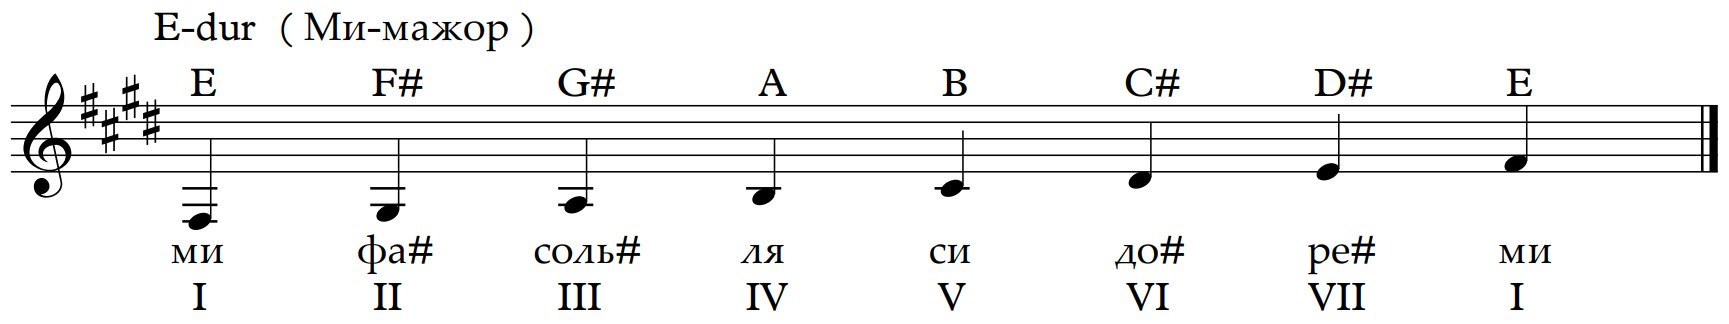 E-dur ( Ми-мажор )
E F# G# A B C# D# E
ми фа# соль# ля си до# ре# ми
I II III IV V VI VII I